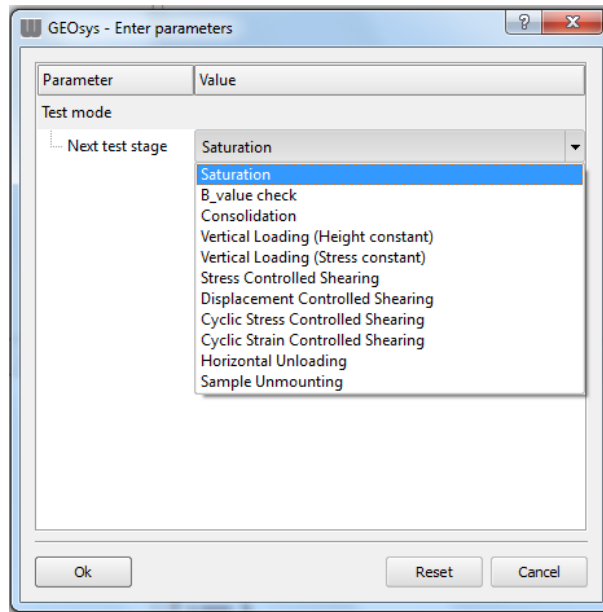 GEOsys - Enter parameters
Parameter Value
Test mode
Next test stage Saturation
Saturation
B_value check
Consolidation
Vertical Loading (Height constant)
Vertical Loading (Stress constant)
Stress Controlled Shearing
Displacement Controlled Shearing
Cyclic Stress Controlled Shearing
Cyclic Strain Controlled Shearing
Horizontal Unloading
Sample Unmounting
Ok Reset Cancel